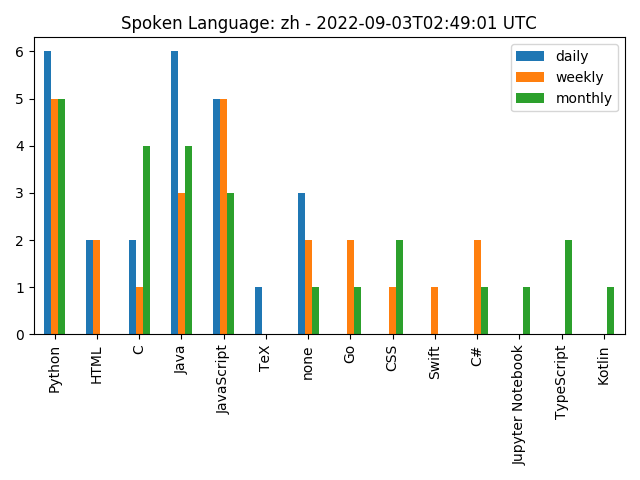 Spoken Language: zh - 2022-09-03T02:49:01 UTC
daily
weekly
monthly
6
5
4
3
2
1
0
Python
HTML
C
Java
JavaScript
TeX
none
Go
CSS
Swift
C#
Jupyter Notebook
TypeScript
Kotlin